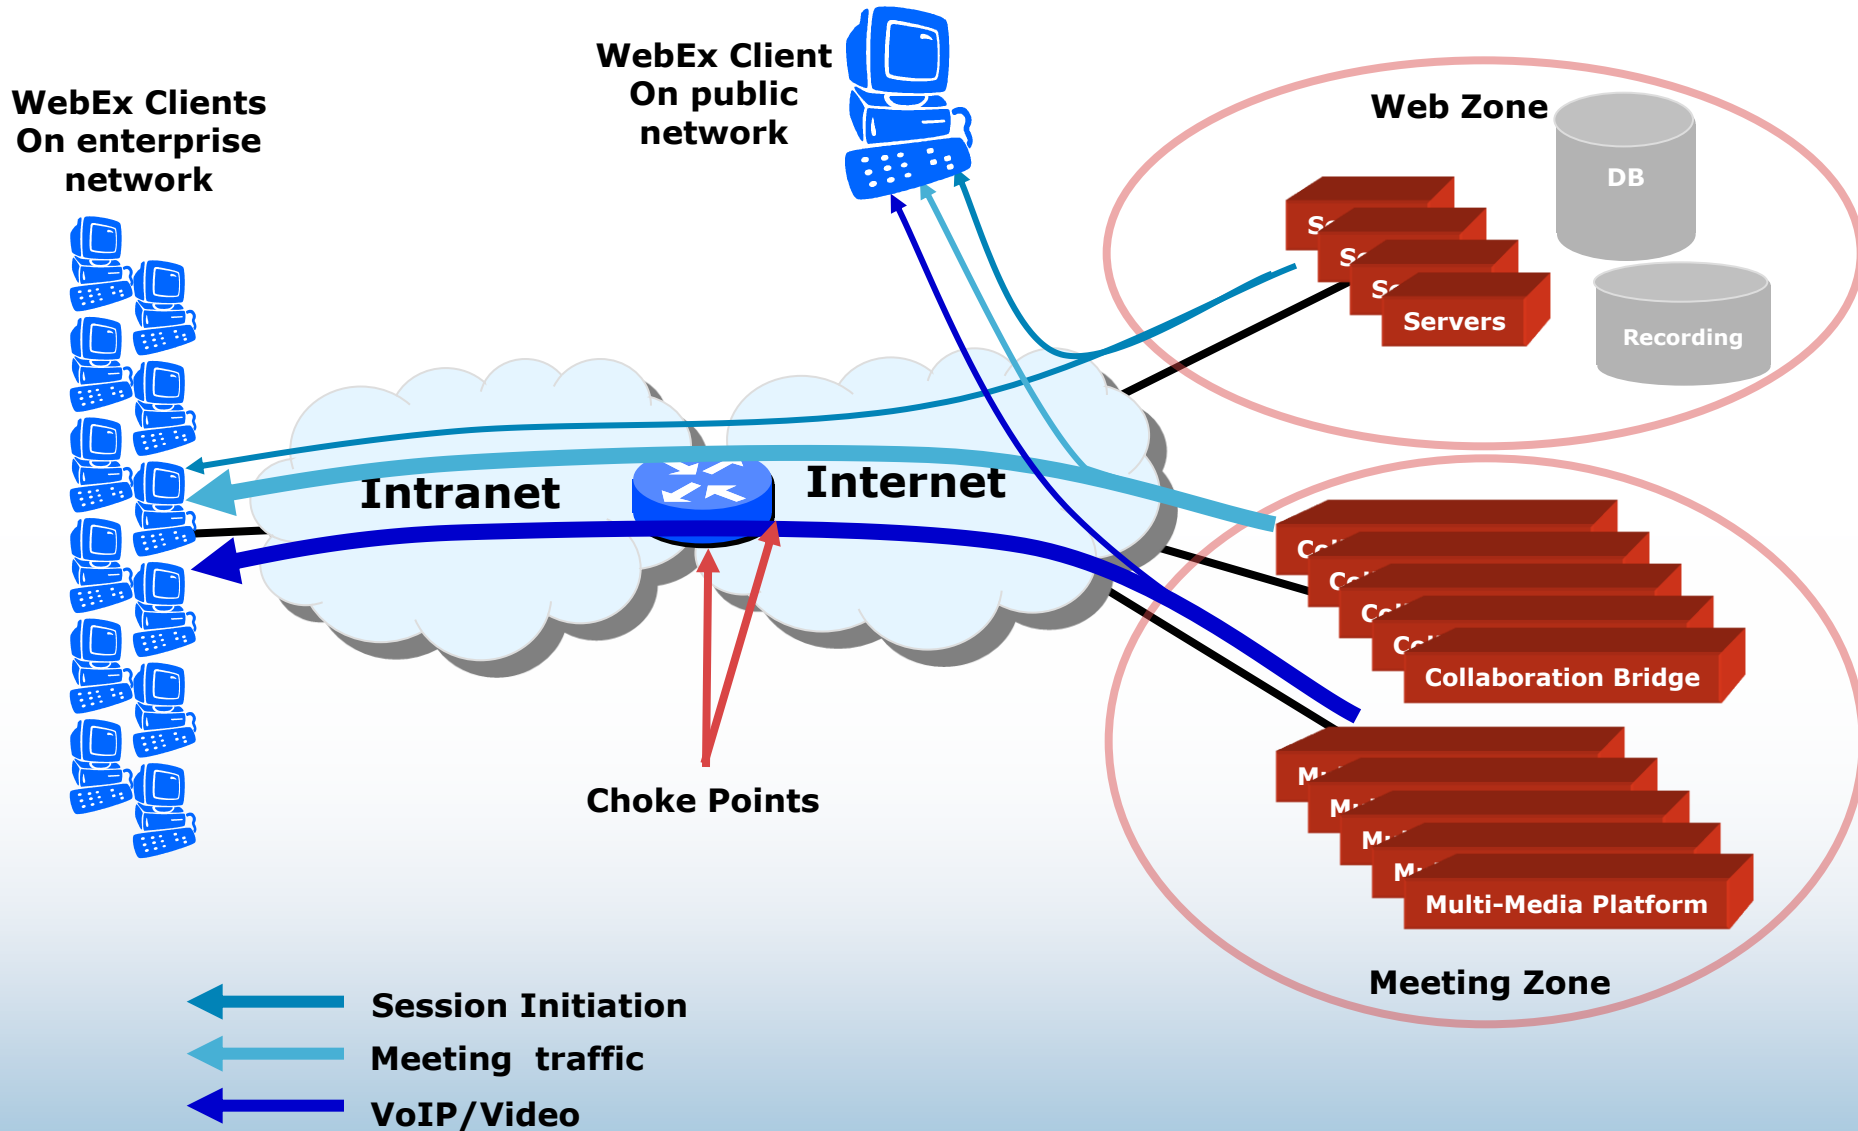 WebEx Clients
On enterprise
network
WebEx Client
On public
network
Web Zone
DB
Servers
Recording
Intranet
Internet
Collaboration Bridge
Choke Points
Multi-Media Platform
Meeting Zone
Session Initiation
Meeting traffic
VoIP/Video